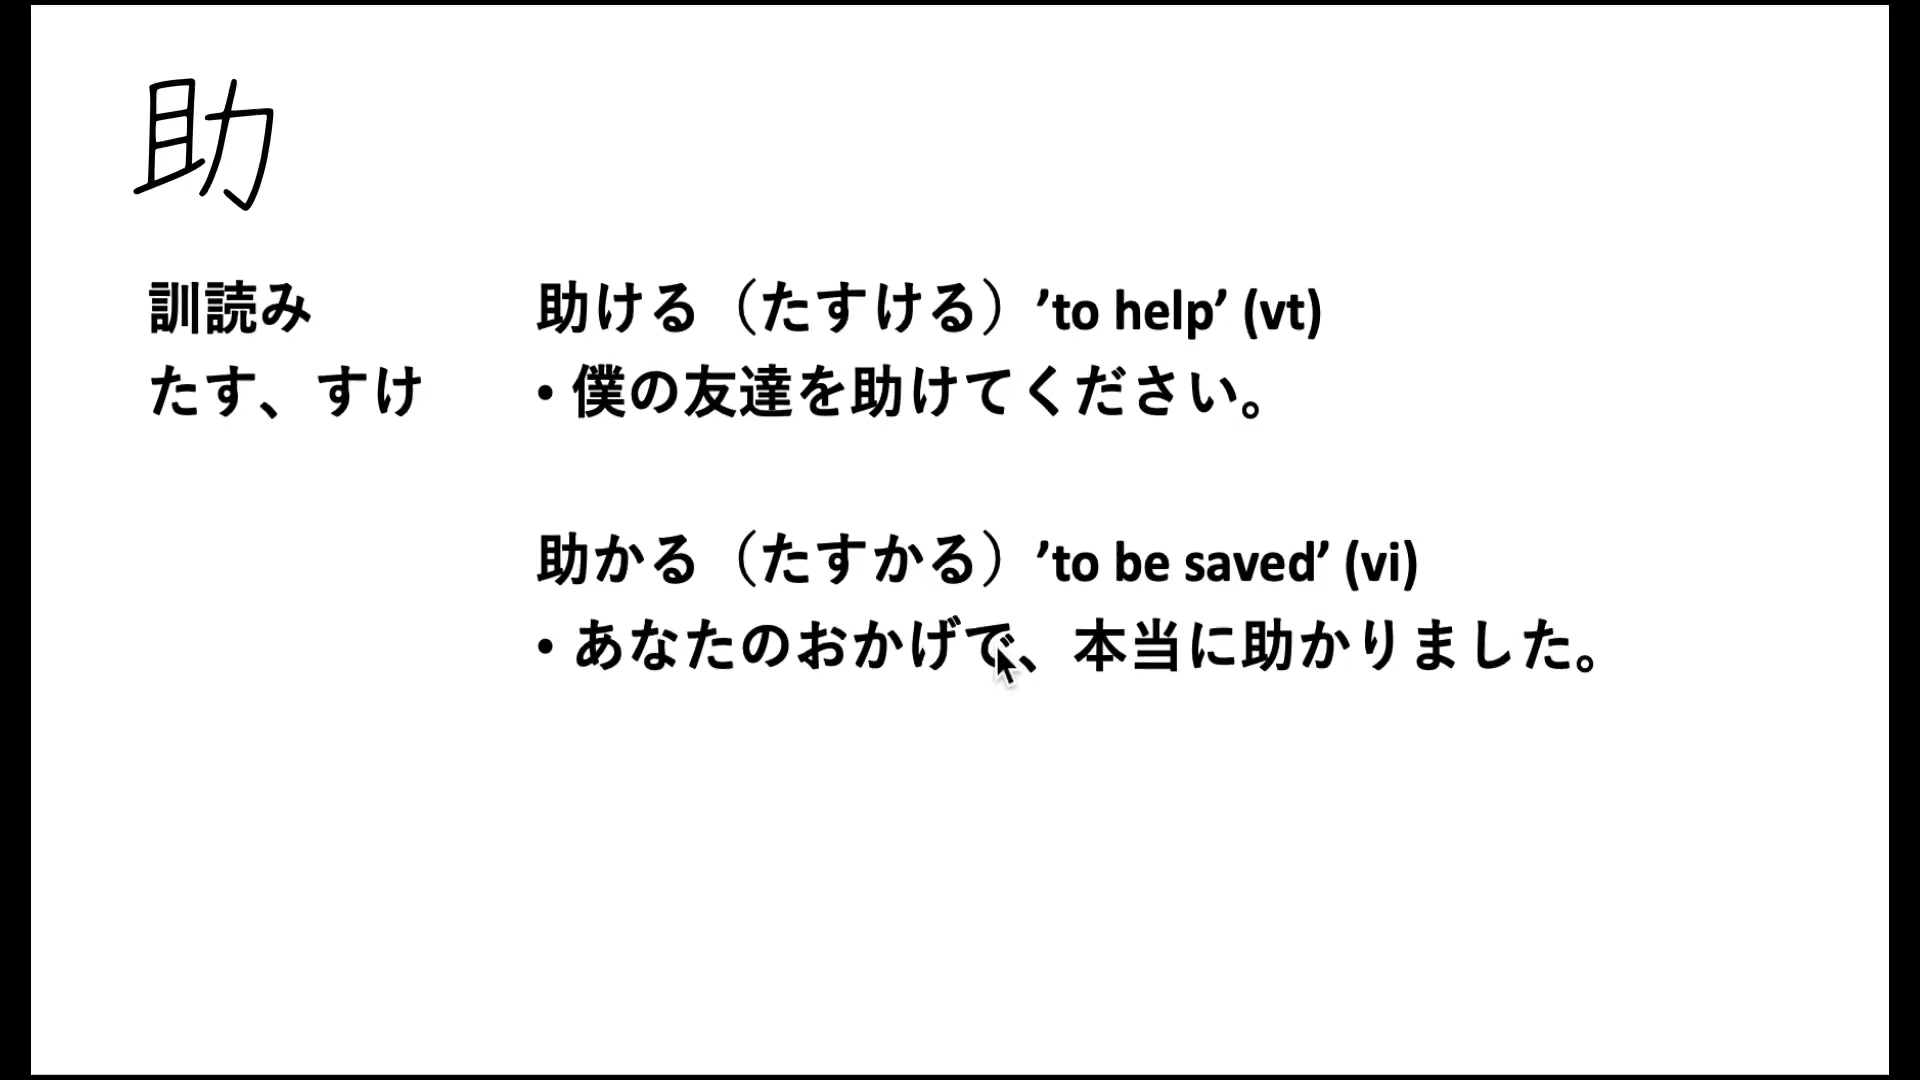 助
訓読み
たす、すけ
助ける（たすける）’to help’ (vt)
• 僕の友達を助けてください。
助かる（たすかる）’to be saved’ (vi)
• あなたのおかげで、本当に助かりました。